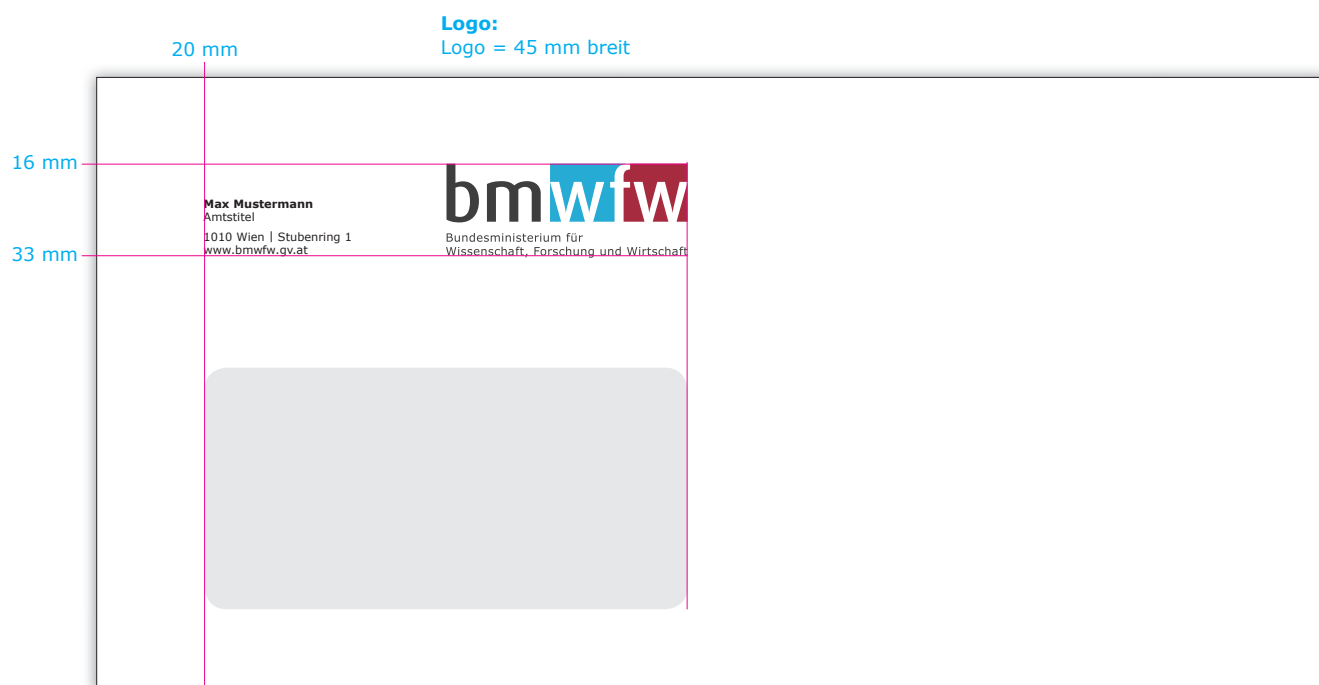 Logo:
Logo = 45 mm breit
20 mm
16 mm
bmwfw
Max Mustermann
Amtstitel
1010 Wien | Stubenring 1
www.bmwfw.gv.at
Bundesministerium für
Wissenschaft, Forschung und Wirtschaft
33 mm